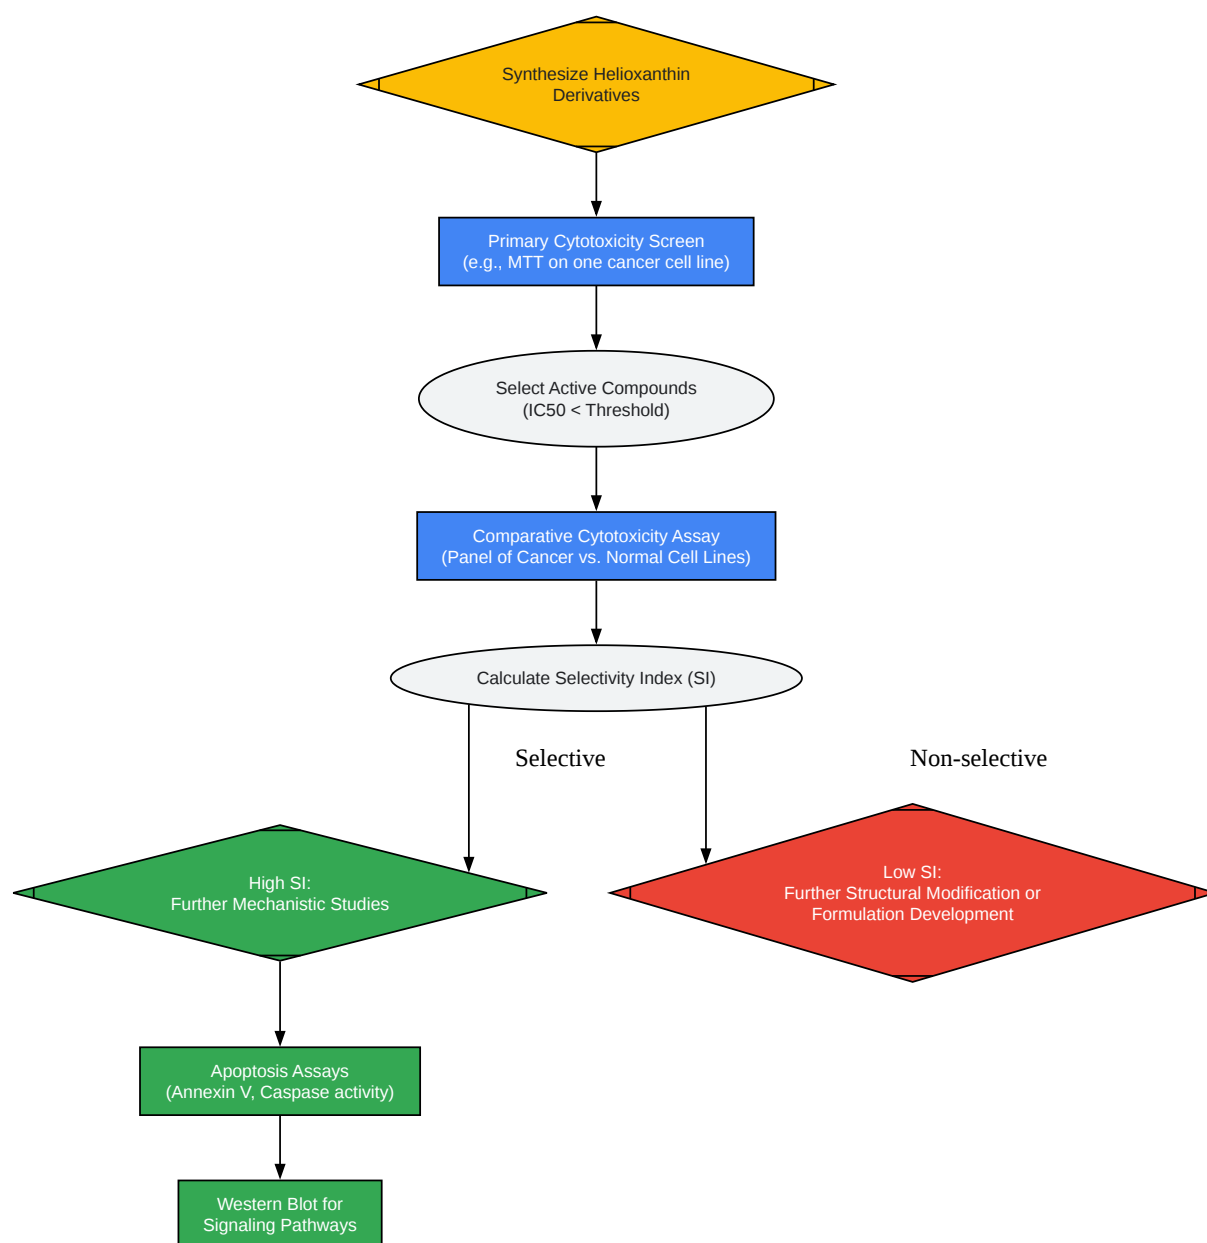 Synthesize Helioxanthin
Derivatives
Primary Cytotoxicity Screen
(e.g., MTT on one cancer cell line)
Select Active Compounds
(IC50 < Threshold)
Comparative Cytotoxicity Assay
(Panel of Cancer vs. Normal Cell Lines)
Calculate Selectivity Index (SI)
Selective
Non-selective
High SI:
Further Mechanistic Studies
Low SI:
Further Structural Modification or
Formulation Development
Apoptosis Assays
(Annexin V, Caspase activity)
Western Blot for
Signaling Pathways